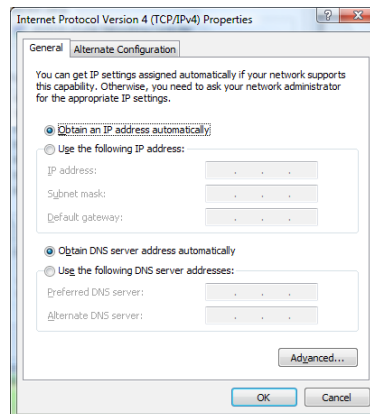 Internet Protocol Version 4 (TCP/IPv4) Properties
General
Alternate Configuration
You can get IP settings assigned automatically if your network supports
this capability. Otherwise, you need to ask your network administrator
for the appropriate IP settings.
Obtain an IP address automatically
Use the following IP address:
IP address:
Subnet mask:
Default gateway:
Obtain DNS server address automatically
Use the following DNS server addresses:
Preferred DNS server:
Alternate DNS server:
Advanced...
OK
Cancel